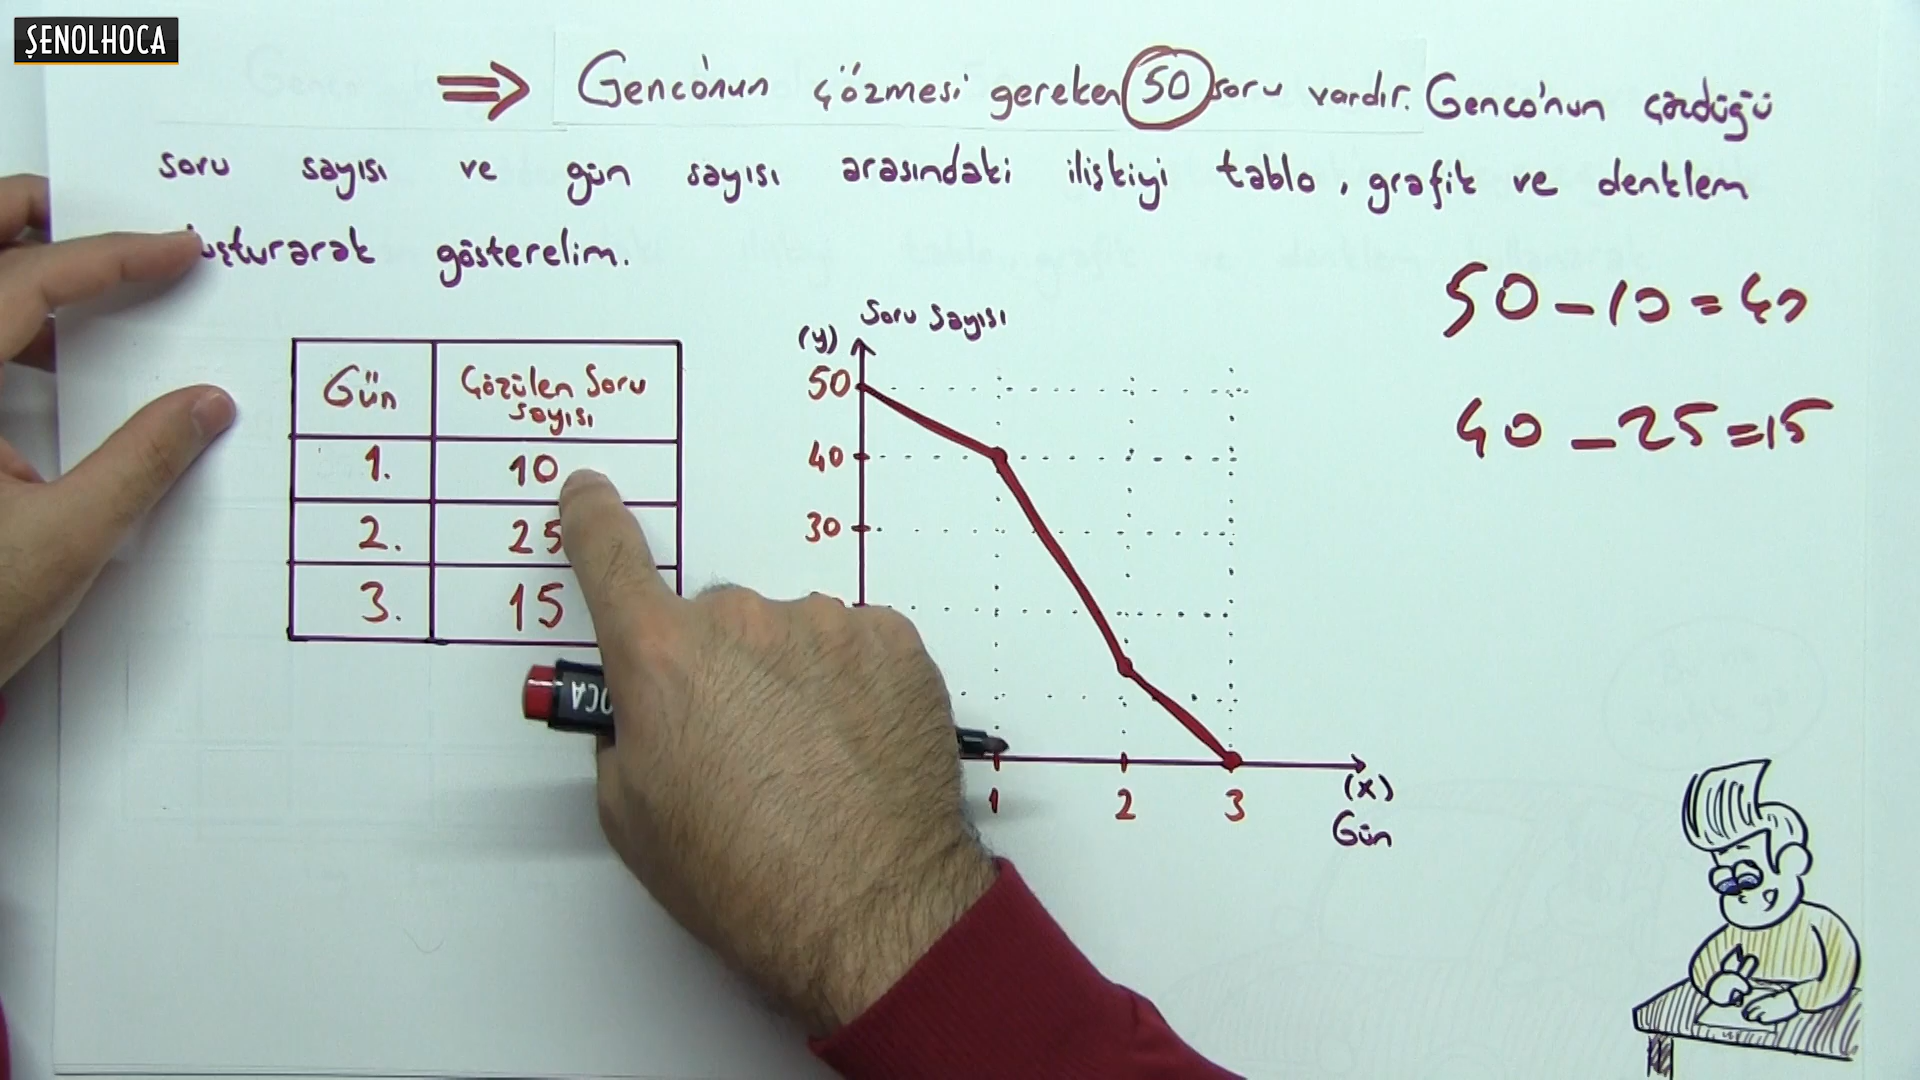 ŞENOLHOCA
⇒ Genco'nun çözmesi gereken 50 soru vardır. Genco'nun çözdüğü
soru sayısı ve gün sayısı arasındaki ilişkiyi tablo, grafik ve denklem
gösterelim.
50 - 10 = 40
40 - 25 = 15
Gün Çözülen Soru
sayısı
1. 10
2. 25
3. 15
Soru Sayısı
(y)
50
40
30
1 2 3
(x)
Gün